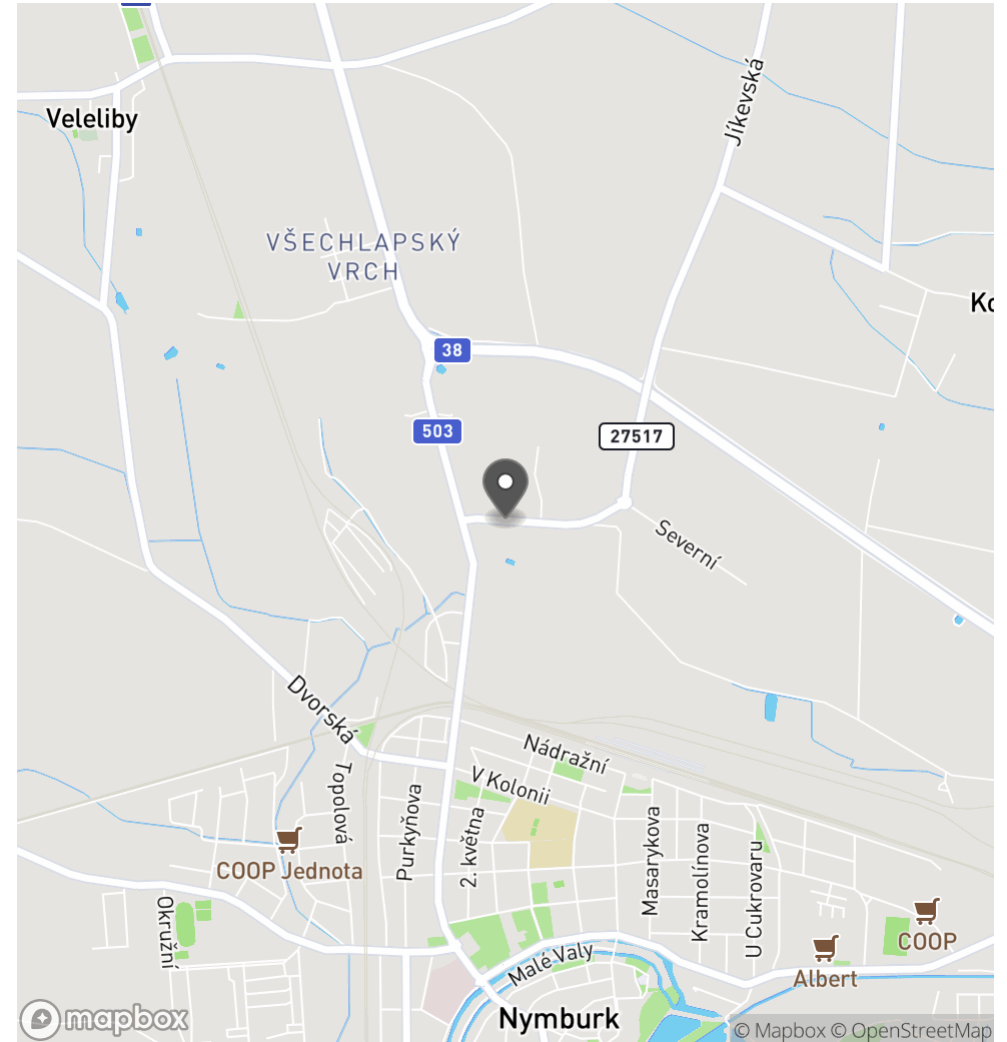 Veleliby
Jíkevská
VŠECHLAPSKÝ
VRCH
38
503
27517
Severní
Dvorská
Topolová
Purkyňova
2. května
V Kolonii
Nádražní
Masarykova
Kramolínova
U Cukrovaru
COOP Jednota
Okružní
COOP
Albert
Malé Valy
Nymburk
mapbox
© Mapbox © OpenStreetMap